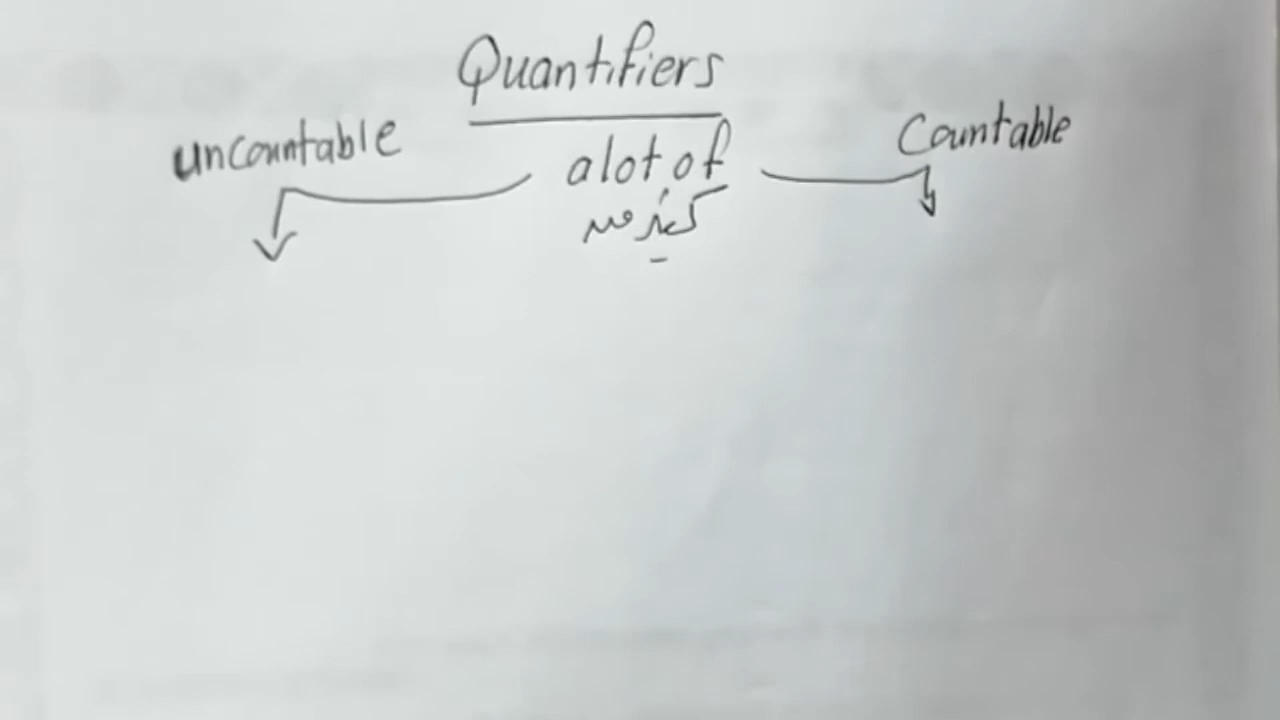 Quantifiers
uncountable alot of Countable
كثير من